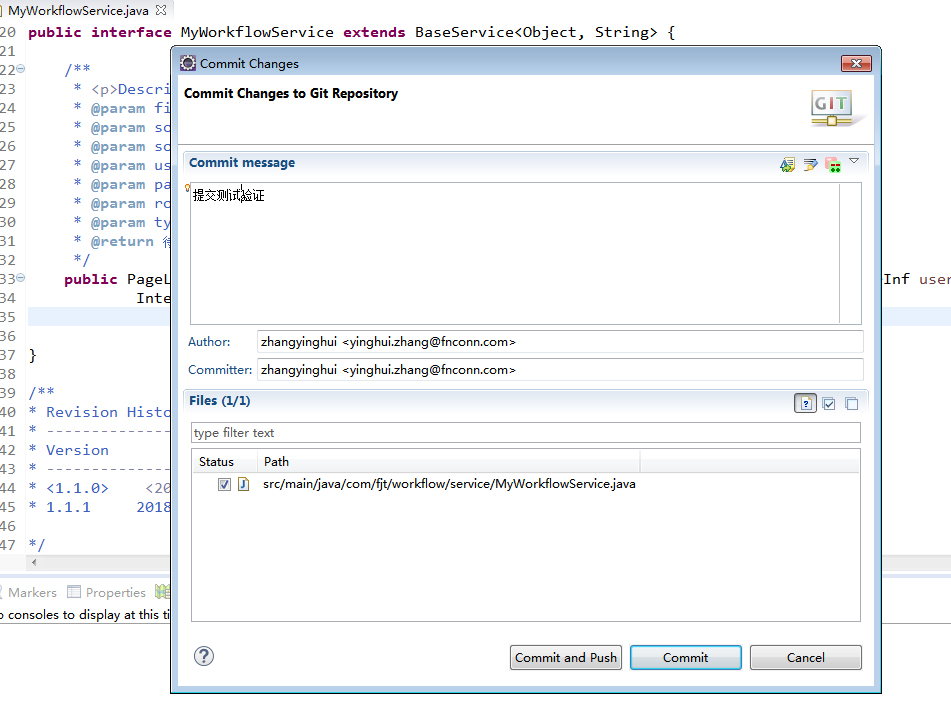 MyWorkflowService.java
20 public interface MyWorkflowService extends BaseService<Object, String> {
21
22 /**
23 * <p>Descri
24 * @param fi
25 * @param so
26 * @param so
27 * @param us
28 * @param pa
29 * @param ro
30 * @param ty
31 * @return
32 */
33 public PageL
Inf user
34 Inte
35
36
37 }
38
39 /**
40 * Revision Histo
41 * --------------
42 * Version
43 * --------------
44 * <1.1.0> <20
45 * 1.1.1 2018
46
47 */
Markers Properties
o consoles to display at this ti
Commit Changes
Commit Changes to Git Repository
GIT
Commit message
提交测试验证
Author: zhangyinghui <yinghui.zhang@fnconn.com>
Committer: zhangyinghui <yinghui.zhang@fnconn.com>
Files (1/1)
type filter text
Status Path
src/main/java/com/fjt/workflow/service/MyWorkflowService.java
Commit and Push Commit Cancel